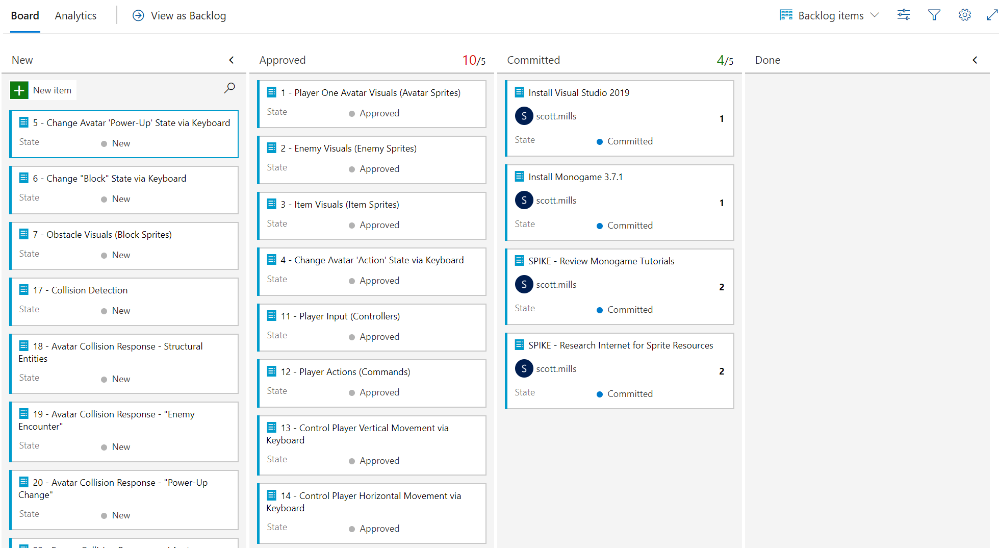 Board
Analytics
View as Backlog
Backlog items
New
New item
5 - Change Avatar 'Power-Up' State via Keyboard
State
New
6 - Change "Block" State via Keyboard
State
New
7 - Obstacle Visuals (Block Sprites)
State
New
17 - Collision Detection
State
New
18 - Avatar Collision Response - Structural
Entities
State
New
19 - Avatar Collision Response - "Enemy
Encounter"
State
New
20 - Avatar Collision Response - "Power-Up
Change"
State
New
Approved
10/5
1 - Player One Avatar Visuals (Avatar Sprites)
State
Approved
2 - Enemy Visuals (Enemy Sprites)
State
Approved
3 - Item Visuals (Item Sprites)
State
Approved
4 - Change Avatar 'Action' State via Keyboard
State
Approved
11 - Player Input (Controllers)
State
Approved
12 - Player Actions (Commands)
State
Approved
13 - Control Player Vertical Movement via
Keyboard
State
Approved
14 - Control Player Horizontal Movement via
Keyboard
State
Approved
Committed
4/5
Install Visual Studio 2019
S scott.mills
1
State
Committed
Install Monogame 3.7.1
S scott.mills
1
State
Committed
SPIKE - Review Monogame Tutorials
S scott.mills
2
State
Committed
SPIKE - Research Internet for Sprite Resources
S scott.mills
2
State
Committed
Done